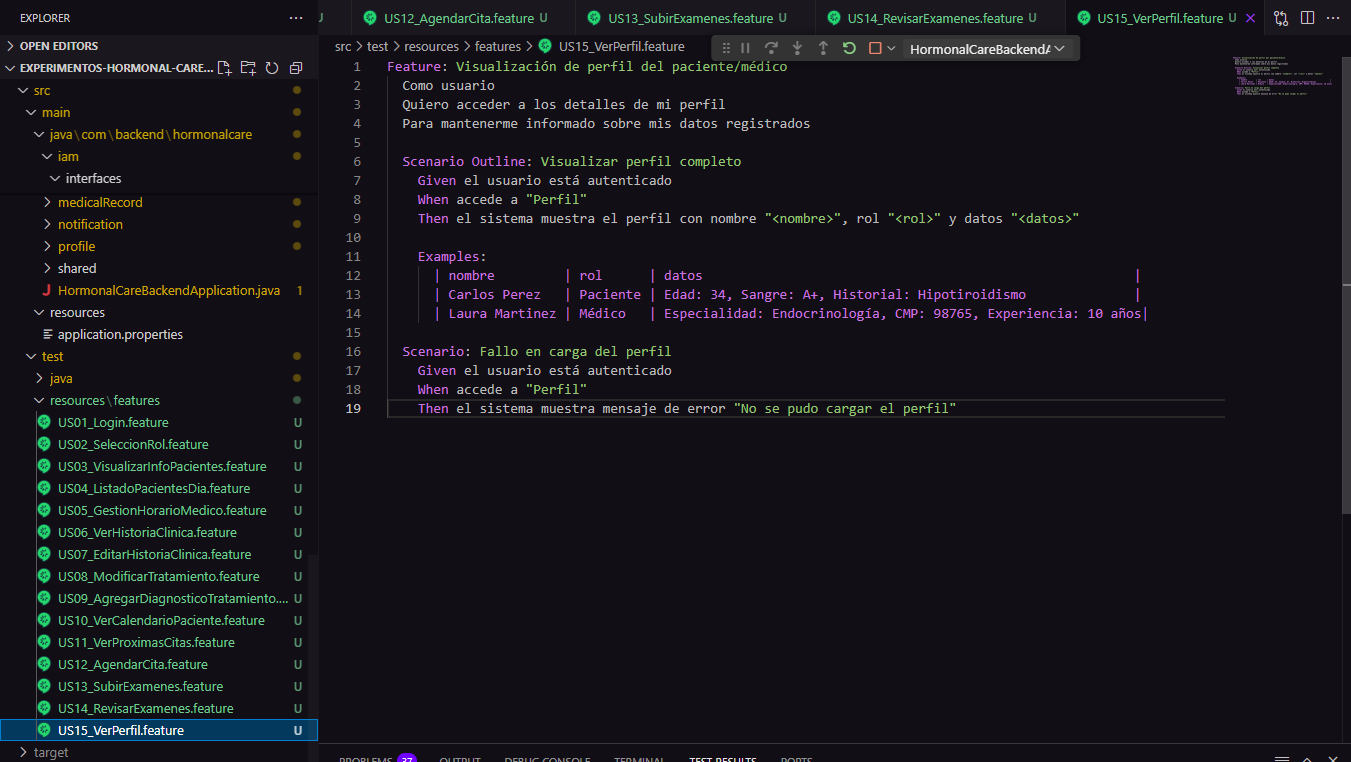 EXPLORER
OPEN EDITORS
EXPERIMENTOS-HORMONAL-CARE...
src
main
java\com\backend\hormonalcare
iam
interfaces
medicalRecord
notification
profile
shared
HormonalCareBackendApplication.java 1
resources
application.properties
test
java
resources\features
US01_Login.feature U
US02_SeleccionRol.feature U
US03_VisualizarInfoPacientes.feature U
US04_ListadoPacientesDia.feature U
US05_GestionHorarioMedico.feature U
US06_VerHistoriaClinica.feature U
US07_EditarHistoriaClinica.feature U
US08_ModificarTratamiento.feature U
US09_AgregarDiagnosticoTratamiento.... U
US10_VerCalendarioPaciente.feature U
US11_VerProximasCitas.feature U
US12_AgendarCita.feature U
US13_SubirExamenes.feature U
US14_RevisarExamenes.feature U
US15_VerPerfil.feature U
target
U US12_AgendarCita.feature U US13_SubirExamenes.feature U US14_RevisarExamenes.feature U US15_VerPerfil.feature U
src > test > resources > features > US15_VerPerfil.feature
HormonalCareBackendA
1 Feature: Visualización de perfil del paciente/médico
2 Como usuario
3 Quiero acceder a los detalles de mi perfil
4 Para mantenerme informado sobre mis datos registrados
5
6 Scenario Outline: Visualizar perfil completo
7 Given el usuario está autenticado
8 When accede a "Perfil"
9 Then el sistema muestra el perfil con nombre "<nombre>", rol "<rol>" y datos "<datos>"
10
11 Examples:
12 | nombre | rol | datos |
13 | Carlos Perez | Paciente | Edad: 34, Sangre: A+, Historial: Hipotiroidismo |
14 | Laura Martinez | Médico | Especialidad: Endocrinología, CMP: 98765, Experiencia: 10 años|
15
16 Scenario: Fallo en carga del perfil
17 Given el usuario está autenticado
18 When accede a "Perfil"
19 Then el sistema muestra mensaje de error "No se pudo cargar el perfil"
PROBLEMS 37 OUTPUT DEBUG CONSOLE TERMINAL TEST RESULTS PORTS